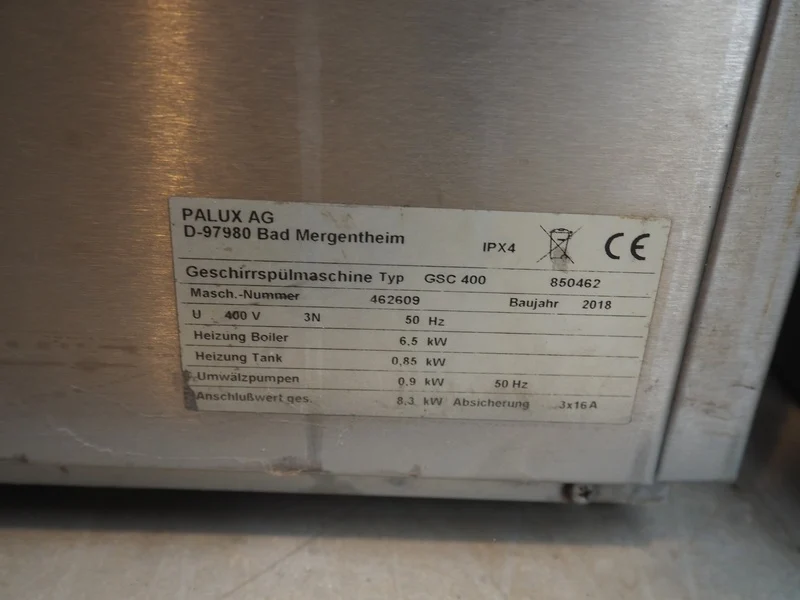 PALUX AG
D-97980 Bad Mergentheim
IPX4 CE
Geschirrspülmaschine Typ GSC 400 850462
Masch.-Nummer 462609 Baujahr 2018
U 400 V 3N 50 Hz
Heizung Boiler 6,5 kW
Heizung Tank 0,85 kW
Umwälzpumpen 0,9 kW 50 Hz
Anschlußwert ges. 8,3 kW Absicherung 3x16A